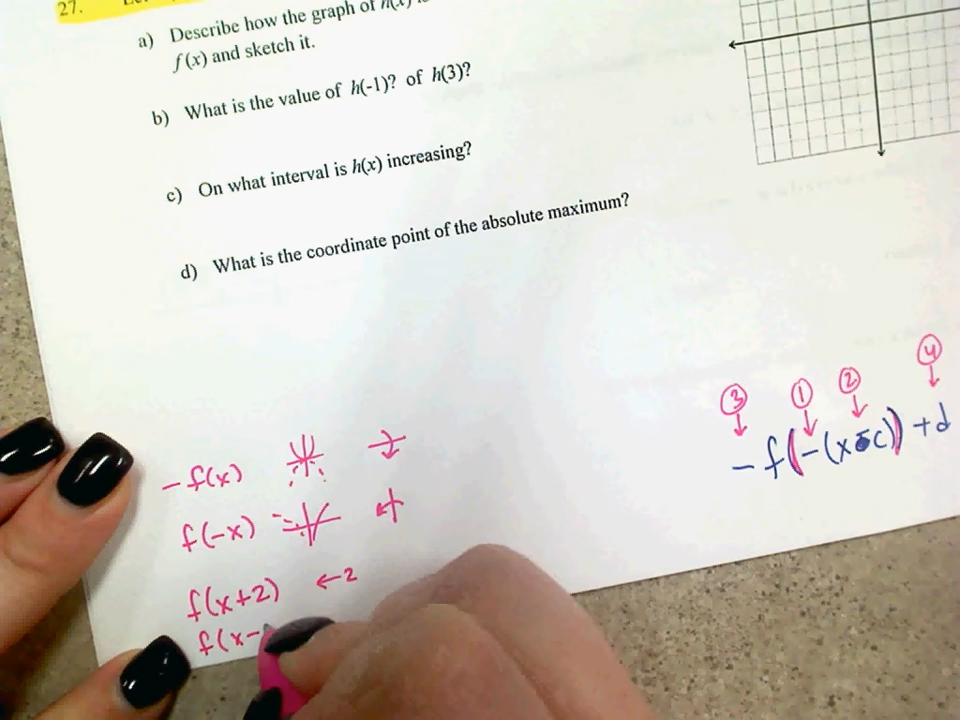 27.
a) Describe how the graph of h(x)
f(x) and sketch it.
b) What is the value of h(-1)? of h(3)?
c) On what interval is h(x) increasing?
d) What is the coordinate point of the absolute maximum?
3 1 2 4
-f(-(x-c))+d
-f(x)
f(-x)
f(x+2) ←2
f(x-